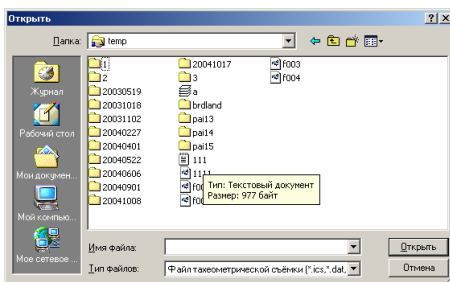 Открыть
Папка:
temp
1
20041017
f003
2
3
f004
20030519
a
20031018
brdland
20031102
pai13
20040227
pai14
20040401
pai15
20040522
111
20040606
1111
20040901
20041008
Тип: Текстовый документ
Размер: 977 байт
Журнал
Рабочий стол
Мои докумен...
Мой компью...
Мое сетевое ...
Имя файла:
Открыть
Тип файлов:
Файл тахеометрической съёмки (*.ics,*.dat,
Отмена